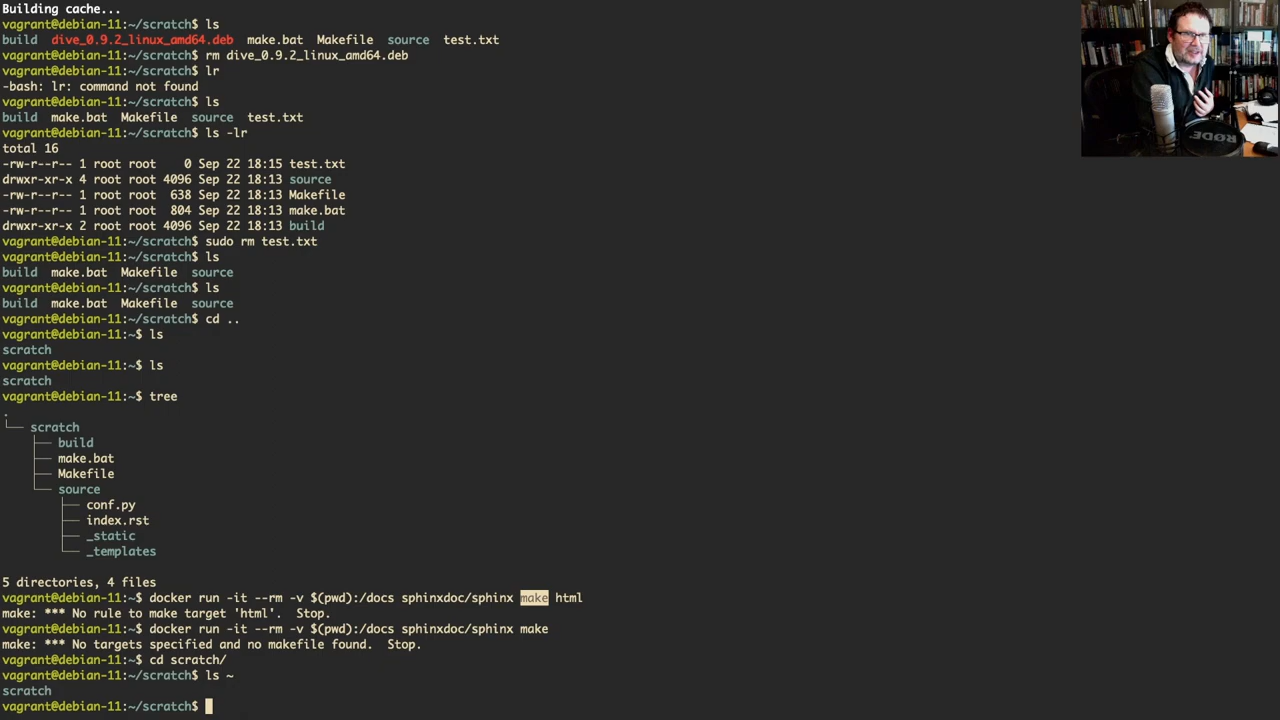 Building cache...
vagrant@debian-11:~/scratch$ ls
build  dive_0.9.2_linux_amd64.deb  make.bat  Makefile  source  test.txt
vagrant@debian-11:~/scratch$ rm dive_0.9.2_linux_amd64.deb
vagrant@debian-11:~/scratch$ lr
-bash: lr: command not found
vagrant@debian-11:~/scratch$ ls
build  make.bat  Makefile  source  test.txt
vagrant@debian-11:~/scratch$ ls -lr
total 16
-rw-r--r-- 1 root root    0 Sep 22 18:15 test.txt
drwxr-xr-x 4 root root 4096 Sep 22 18:13 source
-rw-r--r-- 1 root root  638 Sep 22 18:13 Makefile
-rw-r--r-- 1 root root  804 Sep 22 18:13 make.bat
drwxr-xr-x 2 root root 4096 Sep 22 18:13 build
vagrant@debian-11:~/scratch$ sudo rm test.txt
vagrant@debian-11:~/scratch$ ls
build  make.bat  Makefile  source
vagrant@debian-11:~/scratch$ ls
build  make.bat  Makefile  source
vagrant@debian-11:~/scratch$ cd ..
vagrant@debian-11:~$ ls
scratch
vagrant@debian-11:~$ ls
scratch
vagrant@debian-11:~$ tree
.
└── scratch
    ├── build
    ├── make.bat
    ├── Makefile
    └── source
        ├── conf.py
        ├── index.rst
        ├── _static
        └── _templates
5 directories, 4 files
vagrant@debian-11:~$ docker run -it --rm -v $(pwd):/docs sphinxdoc/sphinx make html
make: *** No rule to make target 'html'.  Stop.
vagrant@debian-11:~$ docker run -it --rm -v $(pwd):/docs sphinxdoc/sphinx make
make: *** No targets specified and no makefile found.  Stop.
vagrant@debian-11:~$ cd scratch/
vagrant@debian-11:~/scratch$ ls ~
scratch
vagrant@debian-11:~/scratch$
RØDE